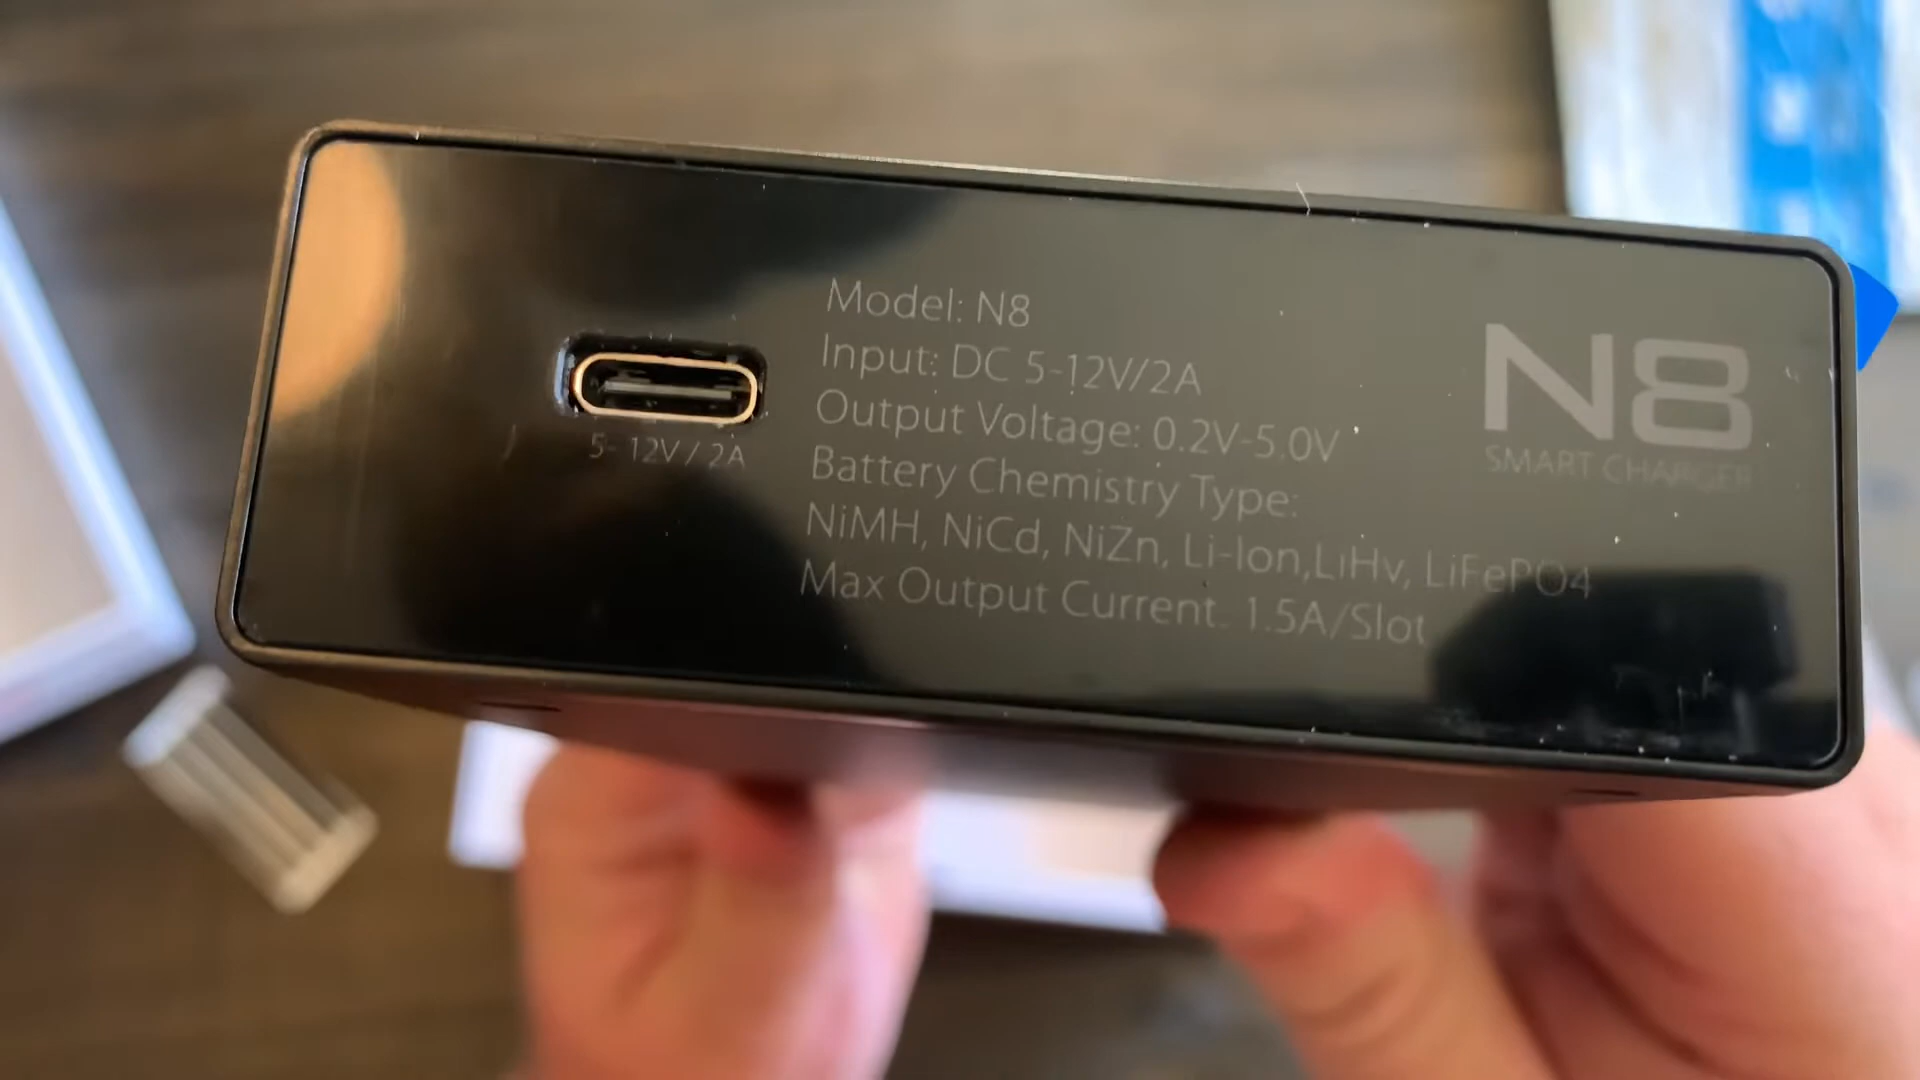 Model: N8
Input: DC 5-12V/2A
Output Voltage: 0.2V-5.0V
Battery Chemistry Type:
NiMH, NiCd, NiZn, Li-Ion,LiHv, LiFePO4
Max Output Current. 1.5A/Slot
5- 12V / 2A
N8
SMART CHARGER